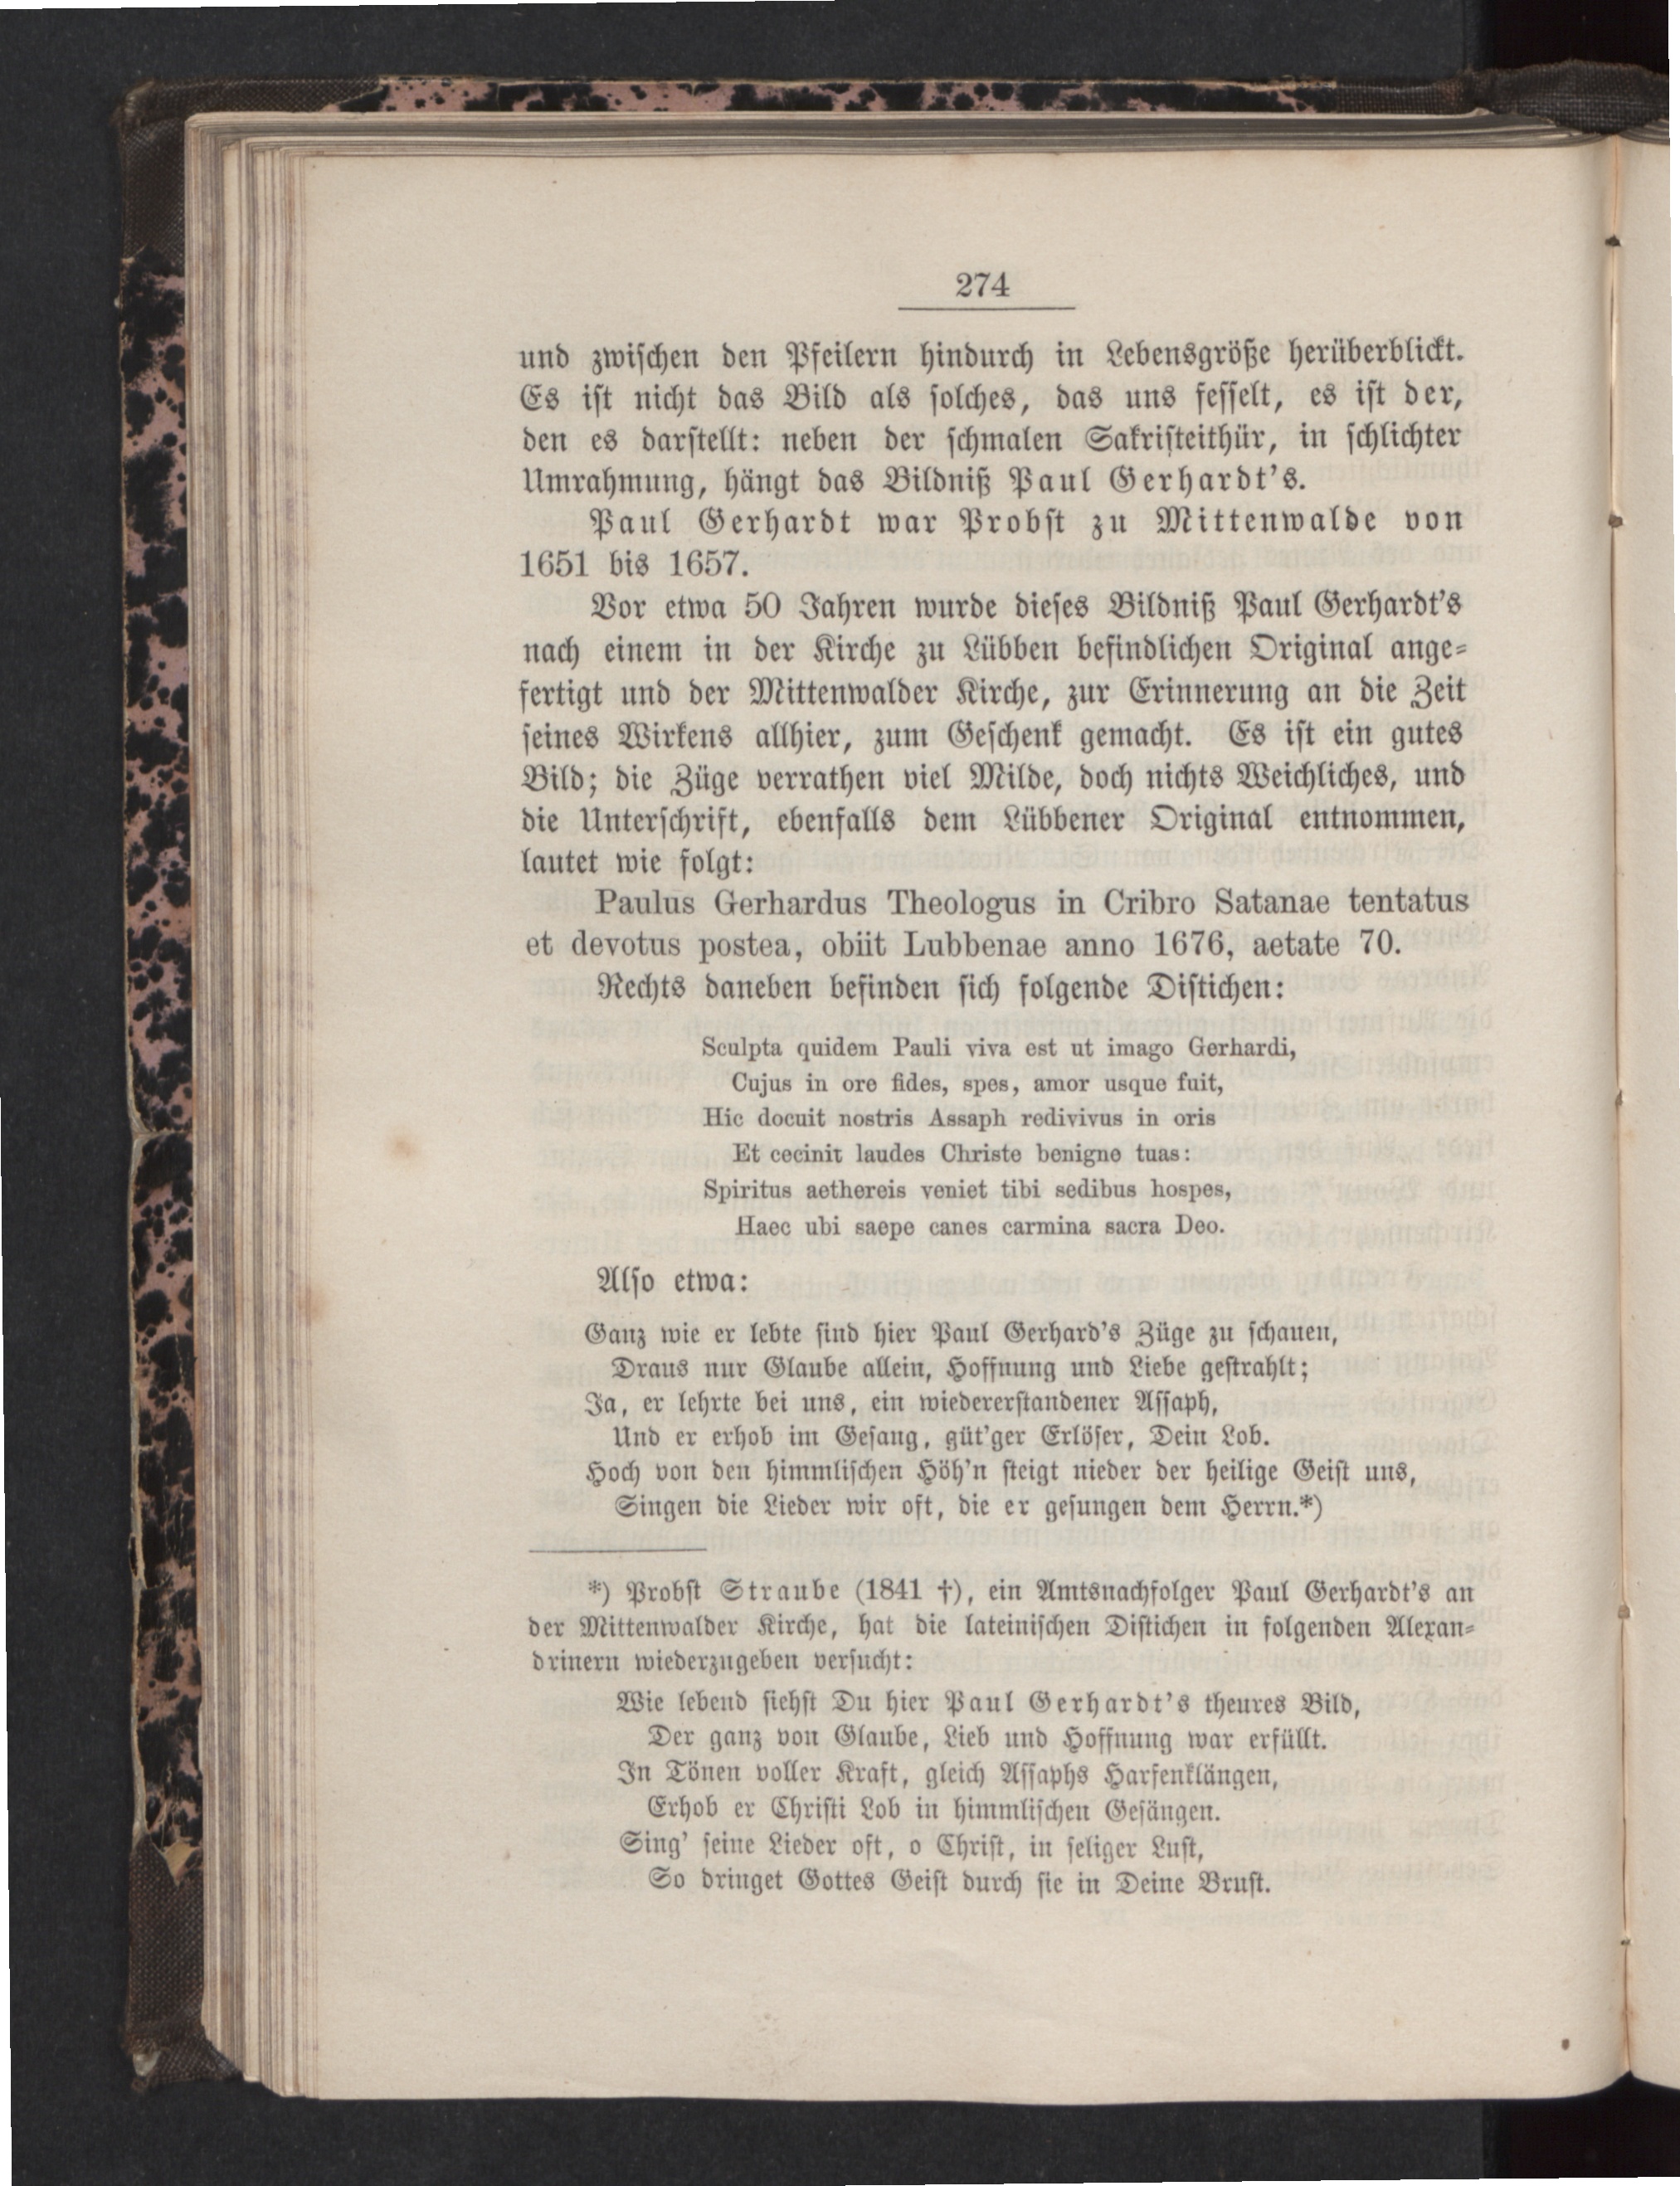 274
und zwischen den Pfeilern hindurch in Lebensgröße herüberblickt.
Es ist nicht das Bild als solches, das uns fesselt, es ist der,
den es darstellt: neben der schmalen Sakristeithür, in schlichter
Umrahmung, hängt das Bildniß Paul Gerhardt's.
Paul Gerhardt war Probst zu Mittenwalde von
1651 bis 1657.
Vor etwa 50 Jahren wurde dieses Bildniß Paul Gerhardt's
nach einem in der Kirche zu Lübben befindlichen Original ange-
fertigt und der Mittenwalder Kirche, zur Erinnerung an die Zeit
seines Wirkens allhier, zum Geschenk gemacht. Es ist ein gutes
Bild; die Züge verrathen viel Milde, doch nichts Weichliches, und
die Unterschrift, ebenfalls dem Lübbener Original entnommen,
lautet wie folgt:
Paulus Gerhardus Theologus in Cribro Satanae tentatus
et devotus postea, obiit Lubbenae anno 1676, aetate 70.
Rechts daneben befinden sich folgende Distichen:
Sculpta quidem Pauli viva est ut imago Gerhardi,
Cujus in ore fides, spes, amor usque fuit,
Hic docuit nostris Assaph redivivus in oris
Et cecinit laudes Christe benigne tuas:
Spiritus aethereis veniet tibi sedibus hospes,
Haec ubi saepe canes carmina sacra Deo.
Also etwa:
Ganz wie er lebte sind hier Paul Gerhard's Züge zu schauen,
Draus nur Glaube allein, Hoffnung und Liebe gestrahlt;
Ja, er lehrte bei uns, ein wiedererstandener Assaph,
Und er erhob im Gesang, güt'ger Erlöser, Dein Lob.
Hoch von den himmlischen Höh'n steigt nieder der heilige Geist uns,
Singen die Lieder wir oft, die er gesungen dem Herrn.*)
*) Probst Straube (1841 †), ein Amtsnachfolger Paul Gerhardt's an
der Mittenwalder Kirche, hat die lateinischen Distichen in folgenden Alexan-
drinern wiederzugeben versucht:
Wie lebend siehst Du hier Paul Gerhardt's theures Bild,
Der ganz von Glaube, Lieb und Hoffnung war erfüllt.
In Tönen voller Kraft, gleich Assaphs Harfenklängen,
Erhob er Christi Lob in himmlischen Gesängen.
Sing' seine Lieder oft, o Christ, in seliger Lust,
So dringet Gottes Geist durch sie in Deine Brust.